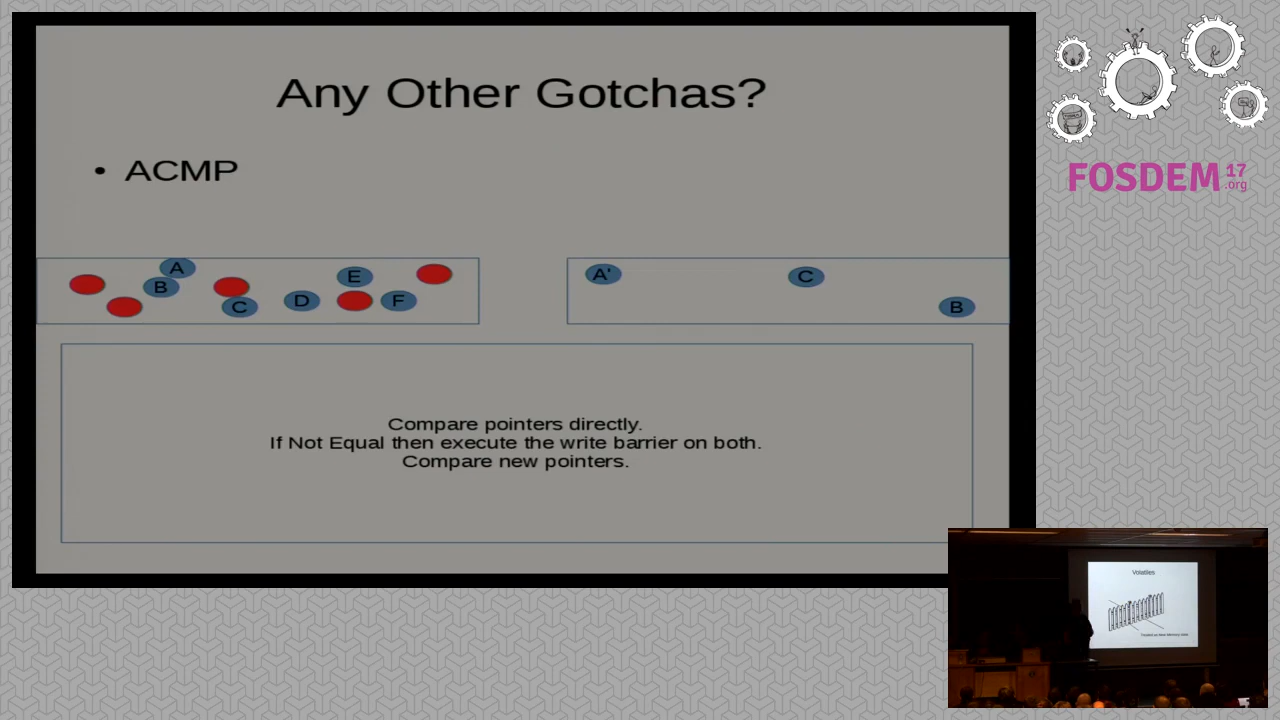 Any Other Gotchas?
• ACMP
A
B
C
D
E
F
A'
C
B
Compare pointers directly.
If Not Equal then execute the write barrier on both.
Compare new pointers.
FOSDEM 17
.org
Volatiles